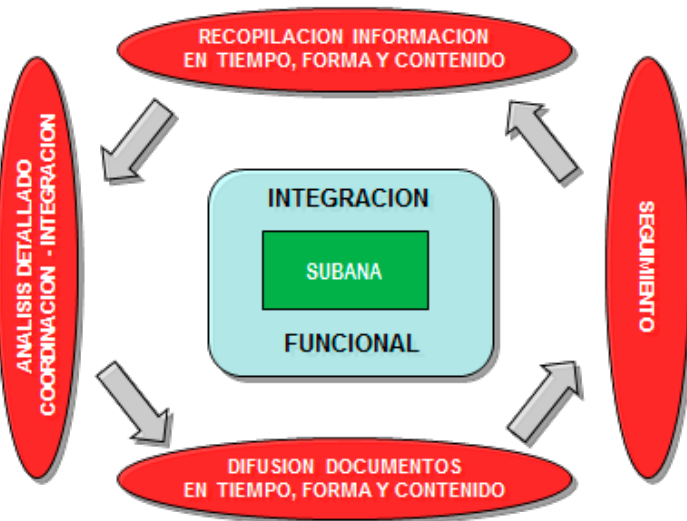 RECOPILACION INFORMACION
EN TIEMPO, FORMA Y CONTENIDO
ANALISIS DETALLADO
COORDINACION - INTEGRACION
INTEGRACION
SUBANA
FUNCIONAL
SEGUIMIENTO
DIFUSION DOCUMENTOS
EN TIEMPO, FORMA Y CONTENIDO